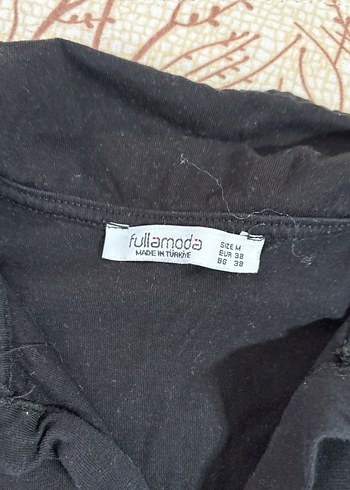 fullamoda
MADE IN TÜRKİYE
SIZE M
EUR 38
BG 38